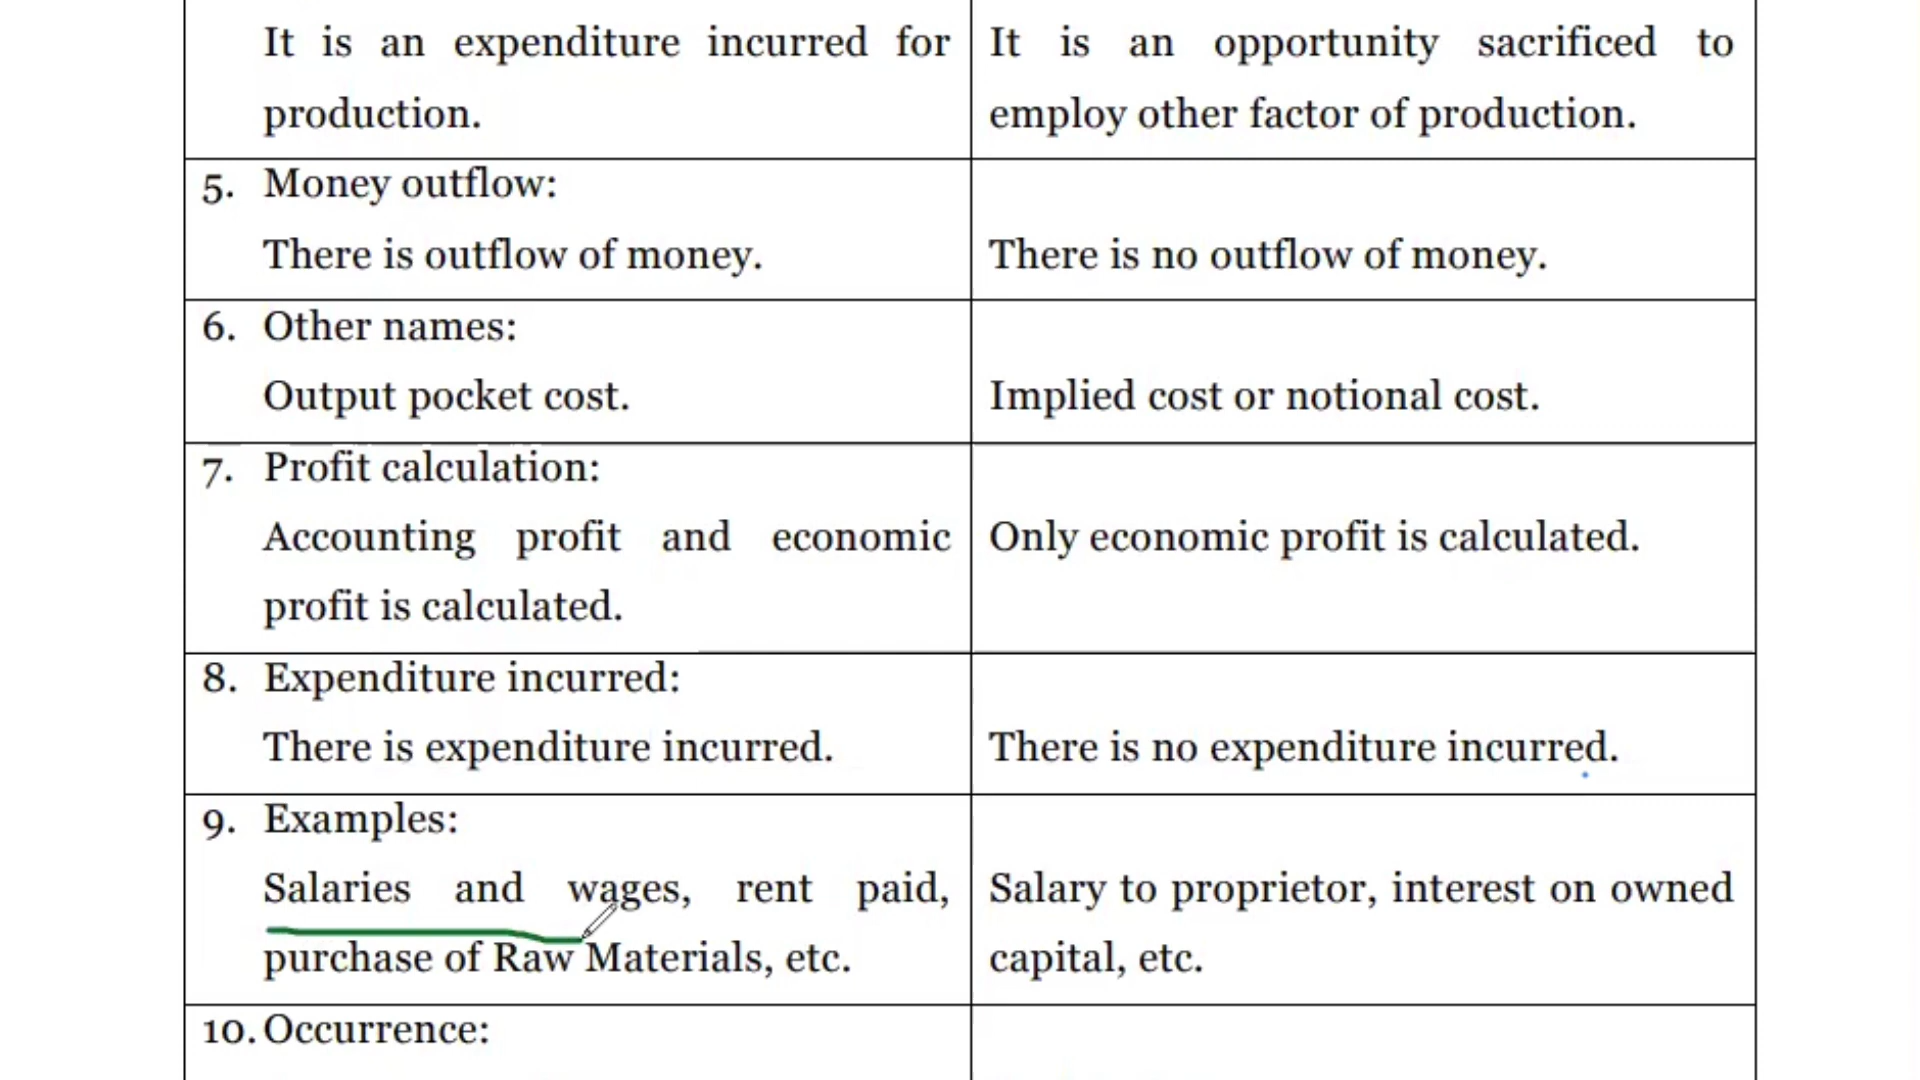 It is an expenditure incurred for
production.
It is an opportunity sacrificed to
employ other factor of production.
5. Money outflow:
There is outflow of money.
There is no outflow of money.
6. Other names:
Output pocket cost.
Implied cost or notional cost.
7. Profit calculation:
Accounting profit and economic
profit is calculated.
Only economic profit is calculated.
8. Expenditure incurred:
There is expenditure incurred.
There is no expenditure incurred.
9. Examples:
Salaries and wages, rent paid,
purchase of Raw Materials, etc.
Salary to proprietor, interest on owned
capital, etc.
10. Occurrence: